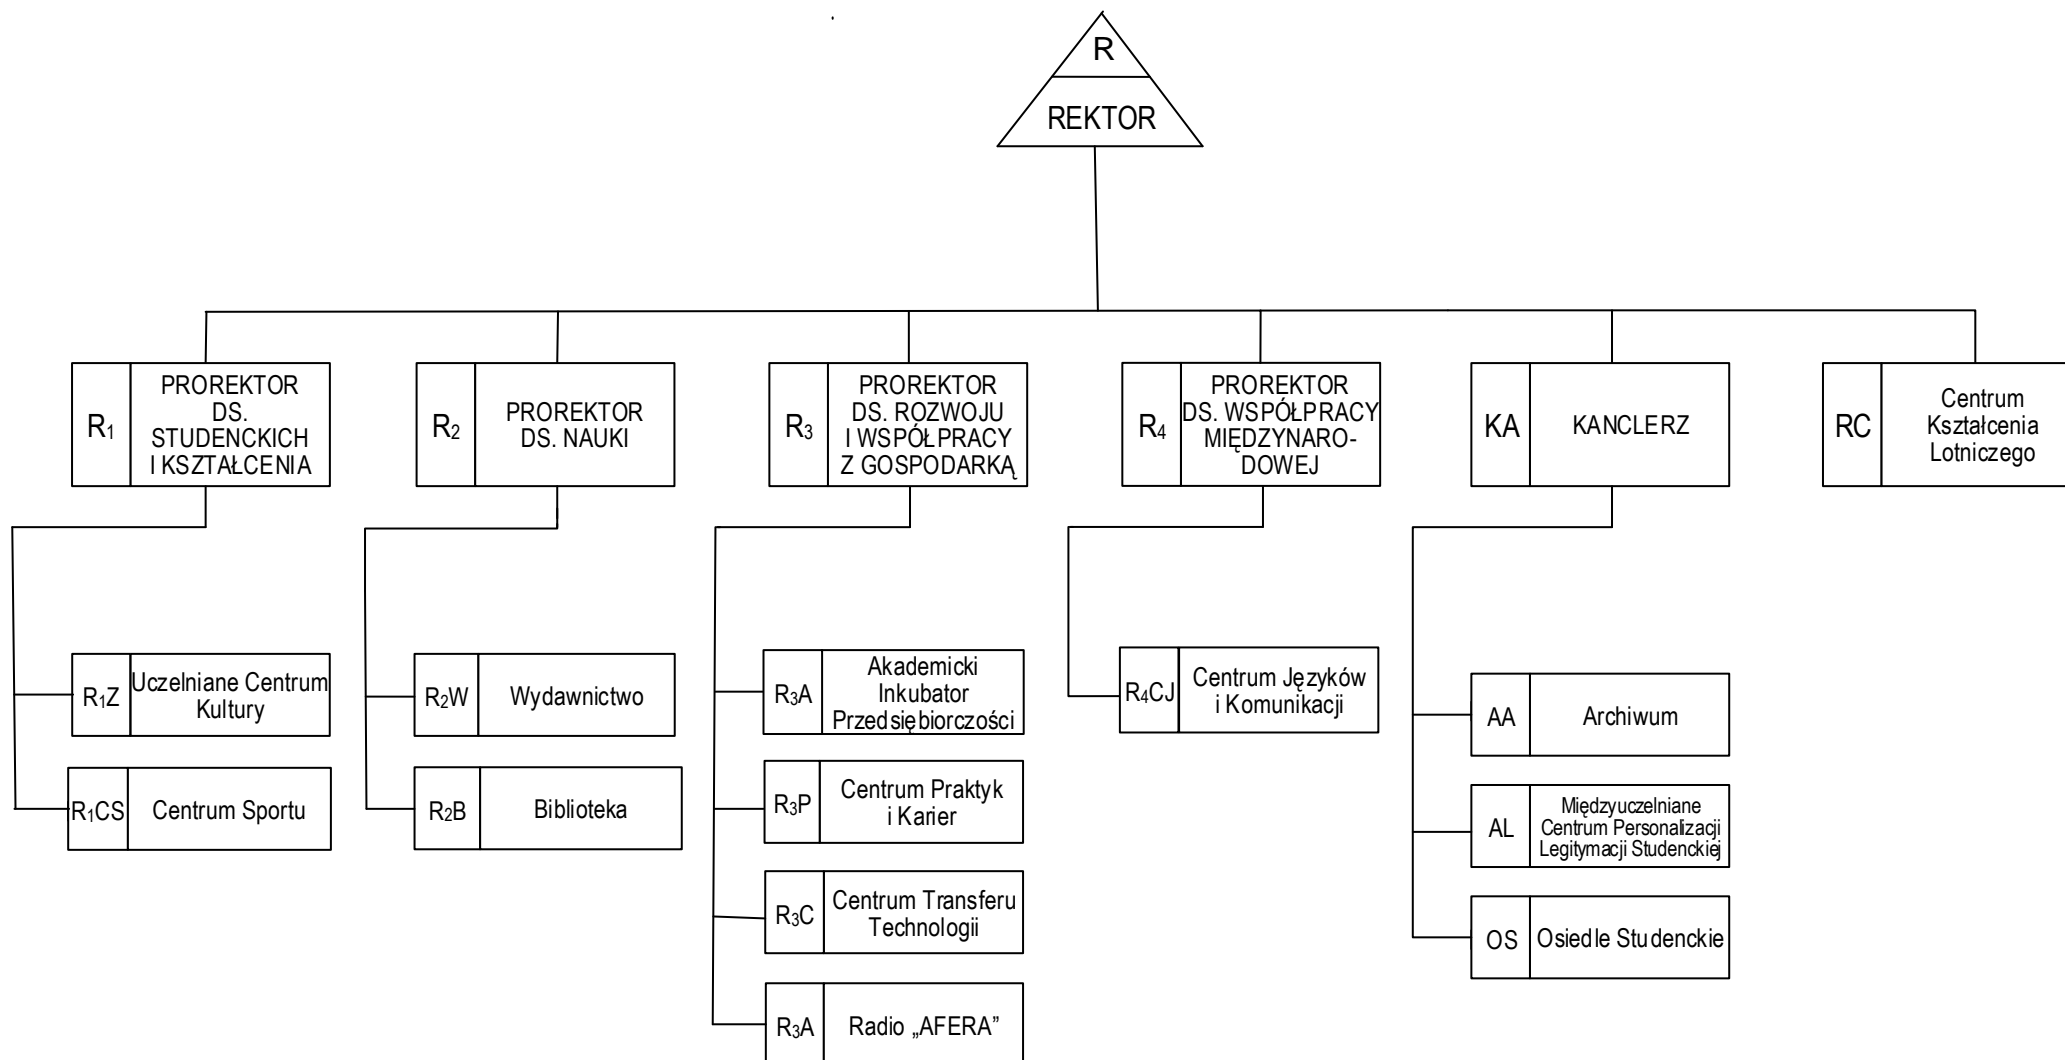 R
REKTOR
R₁
PROREKTOR
DS.
STUDENCKICH
I KSZTAŁCENIA
R₂
PROREKTOR
DS. NAUKI
R₃
PROREKTOR
DS. ROZWOJU
I WSPÓŁPRACY
Z GOSPODARKĄ
R₄
PROREKTOR
DS. WSPÓŁPRACY
MIĘDZYNARO-
DOWEJ
KA
KANCLERZ
RC
Centrum
Kształcenia
Lotniczego
R₁Z
Uczelniane Centrum
Kultury
R₁CS
Centrum Sportu
R₂W
Wydawnictwo
R₂B
Biblioteka
R₃A
Akademicki
Inkubator
Przedsiębiorczości
R₃P
Centrum Praktyk
i Karier
R₃C
Centrum Transferu
Technologii
R₃A
Radio „AFERA”
R₄CJ
Centrum Języków
i Komunikacji
AA
Archiwum
AL
Międzyuczelniane
Centrum Personalizacji
Legitymacji Studenckiej
OS
Osiedle Studenckie